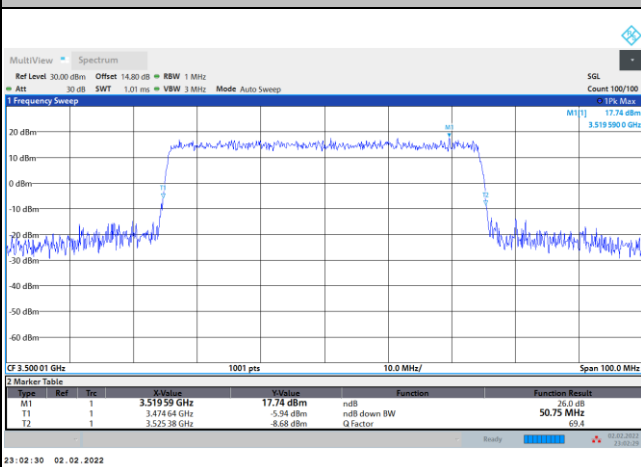 MultiView Spectrum
Ref Level 30.00 dBm Offset 14.80 dB RBW 1 MHz SGL
Att 30 dB SWT 1.01 ms VBW 3 MHz Mode Auto Sweep Count 100/100
1 Frequency Sweep 1Pk Max
M1[1] 17.74 dBm
3.519 590 0 GHz
M1
20 dBm
10 dBm
T1
0 dBm
T2
-10 dBm
-20 dBm
-30 dBm
-40 dBm
-50 dBm
-60 dBm
CF 3.500 01 GHz 1001 pts 10.0 MHz/ Span 100.0 MHz
2 Marker Table
Type Ref Trc X-Value Y-Value Function Function Result
M1 1 3.519 59 GHz 17.74 dBm ndB 26.0 dB
T1 1 3.474 64 GHz -5.94 dBm ndB down BW 50.75 MHz
T2 1 3.525 38 GHz -8.68 dBm Q Factor 69.4
Ready 02.02.2022
23:02:29
23:02:30 02.02.2022